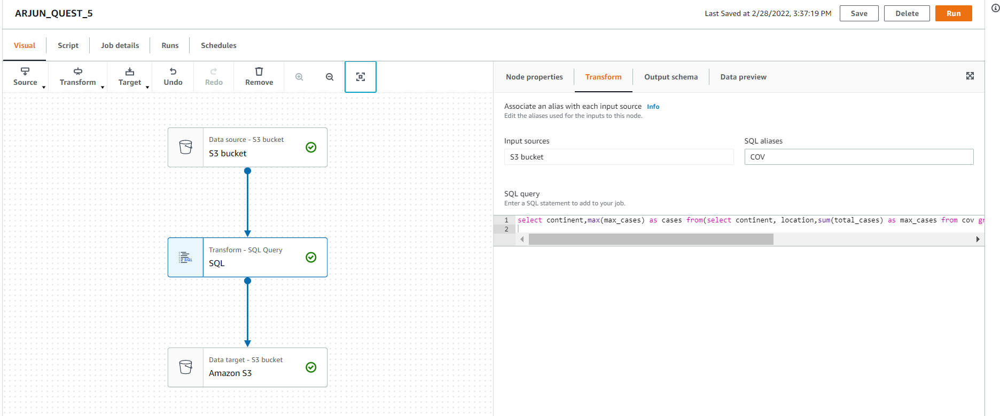 ARJUN_QUEST_5
Last Saved at 2/28/2022, 3:37:19 PM
Save
Delete
Run
Visual
Script
Job details
Runs
Schedules
Source
Transform
Target
Undo
Redo
Remove
Node properties
Transform
Output schema
Data preview
Associate an alias with each input source Info
Edit the aliases used for the inputs to this node.
Input sources
SQL aliases
S3 bucket
COV
SQL query
Enter a SQL statement to add to your job.
1 select continent,max(max_cases) as cases from(select continent, location,sum(total_cases) as max_cases from cov gr
2
Data source - S3 bucket
S3 bucket
Transform - SQL Query
SQL
SQL
Data target - S3 bucket
Amazon S3